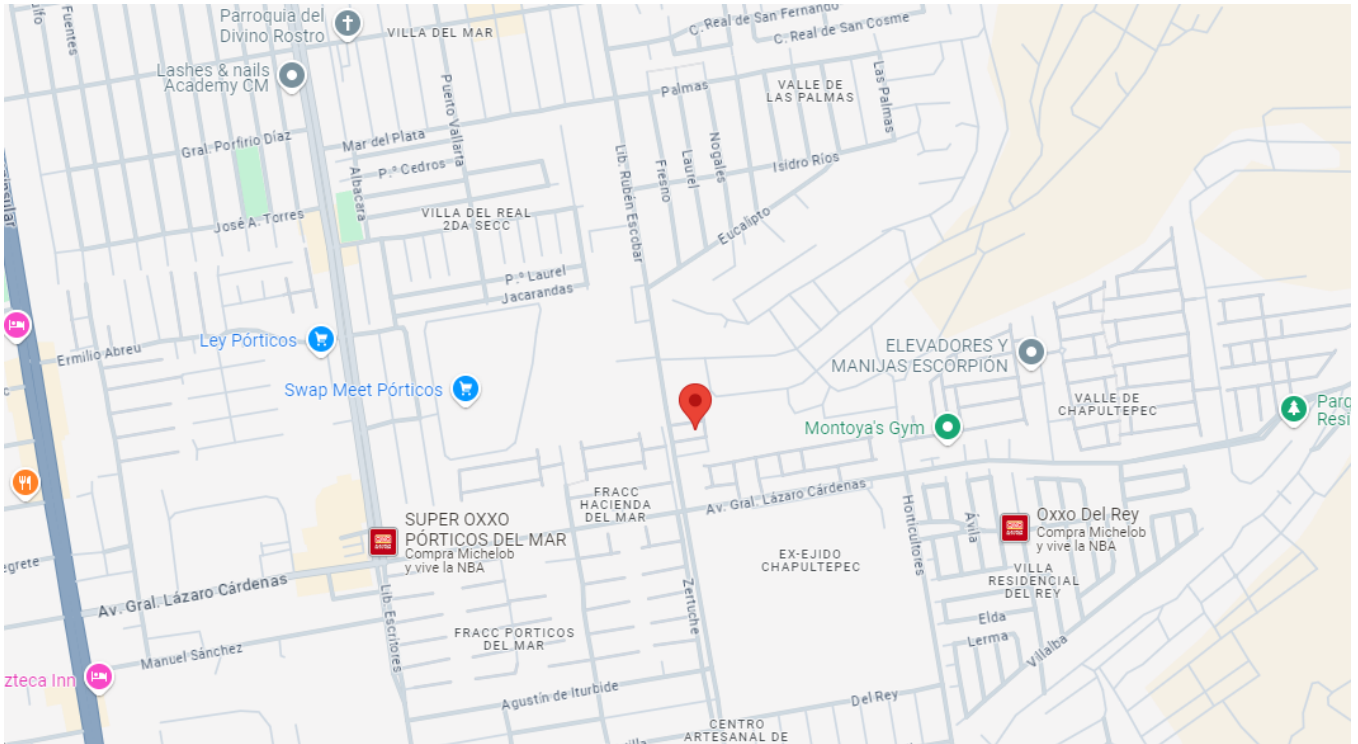 Parroquia del
Divino Rostro
VILLA DEL MAR
C. Real de San Fernando
C. Real de San Cosme
Fuentes
Lashes & nails
Academy CM
Puerto Vallarta
Palmas
VALLE DE
LAS PALMAS
Las Palmas
Gral. Porfirio Díaz
Mar del Plata
Lib. Rubén Escobar
Fresno
Laurel
Nogales
Isidro Ríos
P.º Cedros
Albacara
José A. Torres
VILLA DEL REAL
2DA SECC
Eucalipto
P.º Laurel
Jacarandas
Ermilio Abreu
Ley Pórticos
Swap Meet Pórticos
ELEVADORES Y
MANIJAS ESCORPIÓN
VALLE DE
CHAPULTEPEC
Montoya's Gym
Parq
Resi
FRACC
HACIENDA
DEL MAR
Av. Gral. Lázaro Cárdenas
Horticultores
Ávila
SUPER OXXO
PÓRTICOS DEL MAR
Compra Michelob
y vive la NBA
Oxxo Del Rey
Compra Michelob
y vive la NBA
EX-EJIDO
CHAPULTEPEC
VILLA
RESIDENCIAL
DEL REY
egrete
Av. Gral. Lázaro Cárdenas
Lib. Escritores
Zertuche
Elda
Lerma
Villalba
FRACC PORTICOS
DEL MAR
Manuel Sánchez
zteca Inn
Agustín de Iturbide
Del Rey
CENTRO
ARTESANAL DE